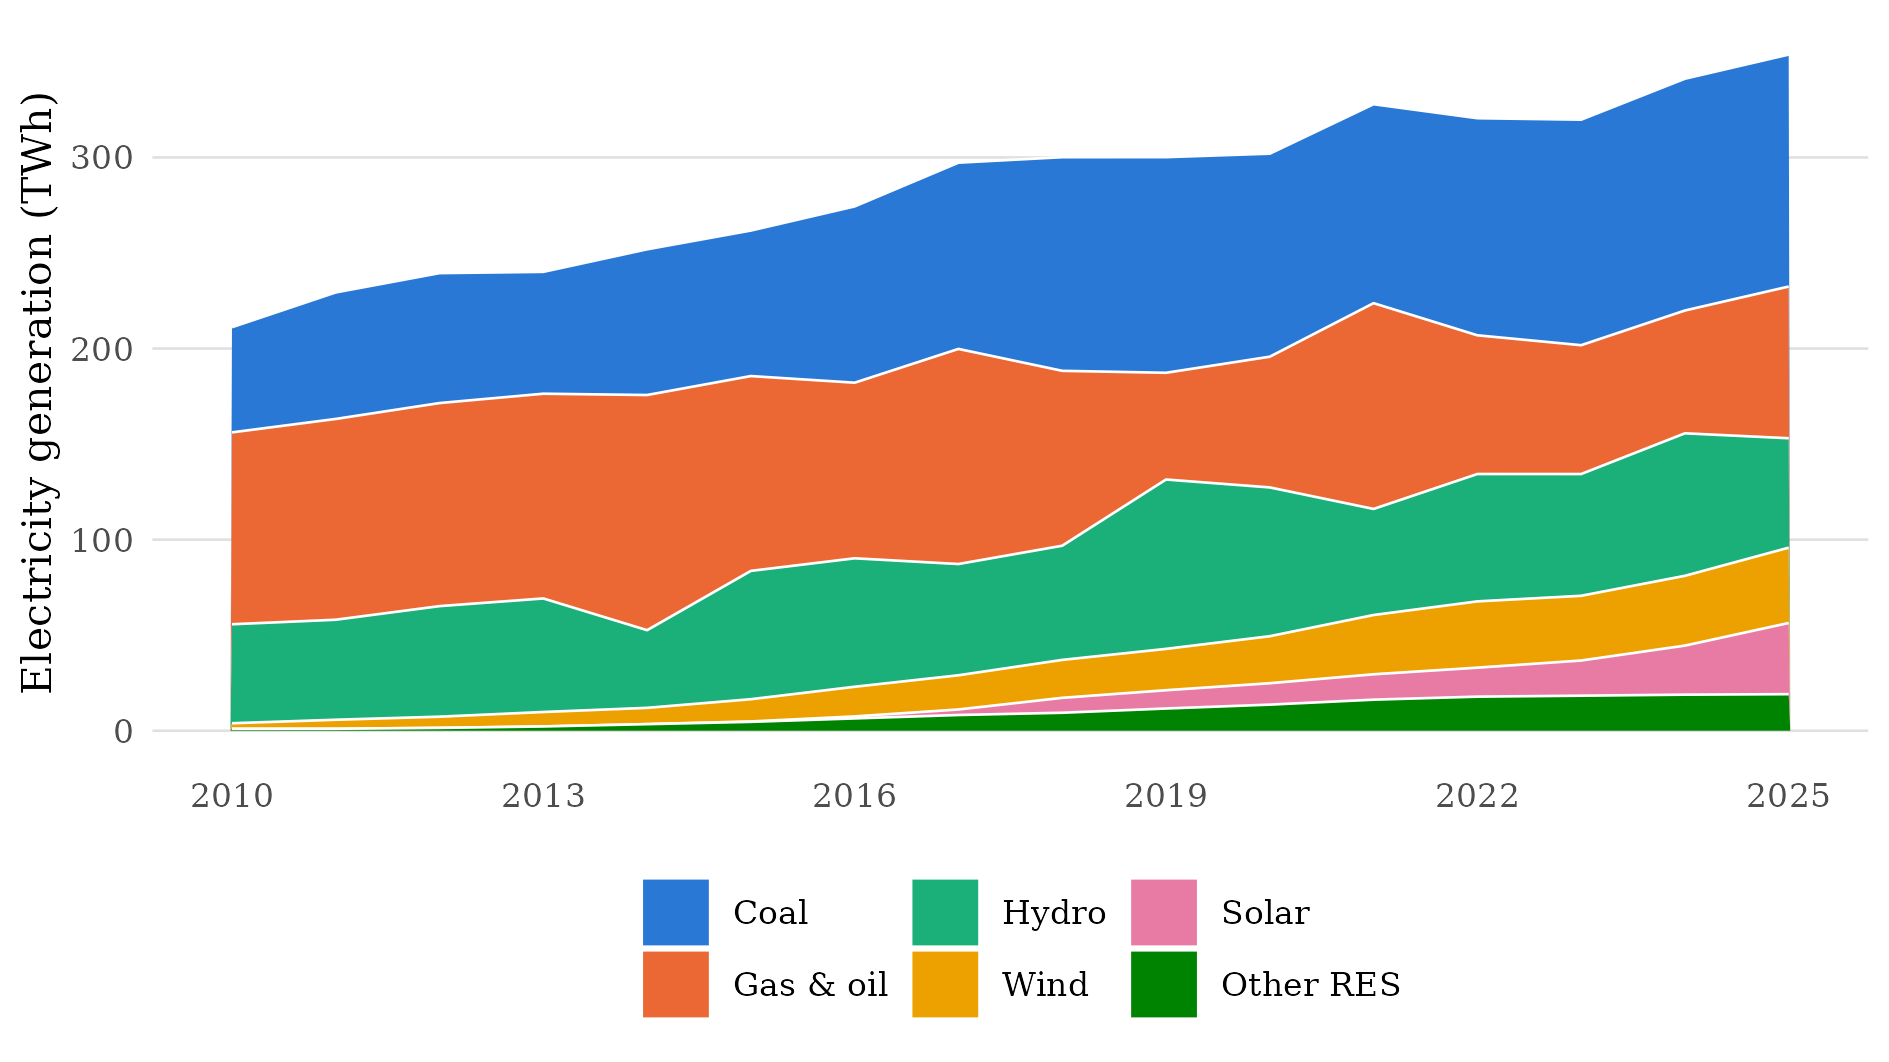 Electricity generation (TWh)
300
200
100
0
2010 2013 2016 2019 2022 2025
Coal Hydro Solar
Gas & oil Wind Other RES